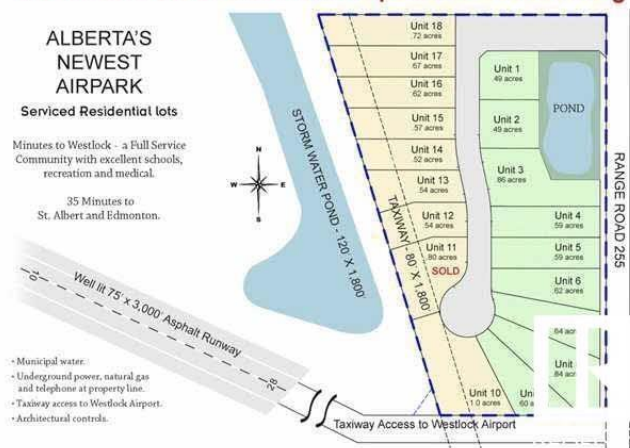 ALBERTA'S
NEWEST
AIRPARK
Serviced Residential lots
Minutes to Westlock - a Full Service
Community with excellent schools,
recreation and medical.
35 Minutes to
St. Albert and Edmonton.
N
W E
S
STORM WATER POND - 120' X 1,800'
TAXIWAY - 80' X 1,800'
Unit 18
.72 acres
Unit 17
.67 acres
Unit 16
.62 acres
Unit 15
.57 acres
Unit 14
.52 acres
Unit 13
.54 acres
Unit 12
.54 acres
Unit 11
.80 acres
SOLD
Unit 10
1.0 acres
Unit 1
.49 acres
Unit 2
.49 acres
Unit 3
.86 acres
Unit 4
.59 acres
Unit 5
.59 acres
Unit 6
.62 acres
.64
Unit
.84
.60
POND
RANGE ROAD 255
10
Well lit 75' x 3,000' Asphalt Runway
28
• Municipal water.
• Underground power, natural gas
and telephone at property line.
• Taxiway access to Westlock Airport.
• Architectural controls.
Taxiway Access to Westlock Airport